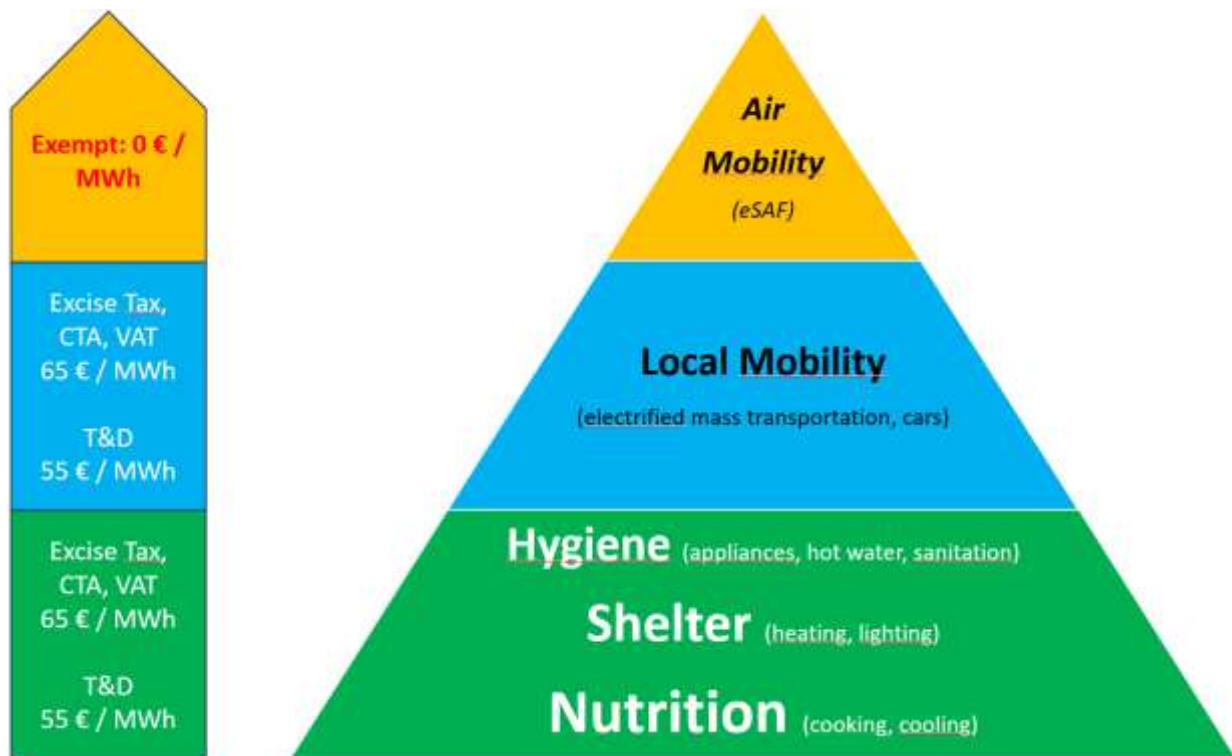 Exempt: 0 € /
MWh
Excise Tax,
CTA, VAT
65 € / MWh
T&D
55 € / MWh
Excise Tax,
CTA, VAT
65 € / MWh
T&D
55 € / MWh
Air
Mobility
(eSAF)
Local Mobility
(electrified mass transportation, cars)
Hygiene (appliances, hot water, sanitation)
Shelter (heating, lighting)
Nutrition (cooking, cooling)